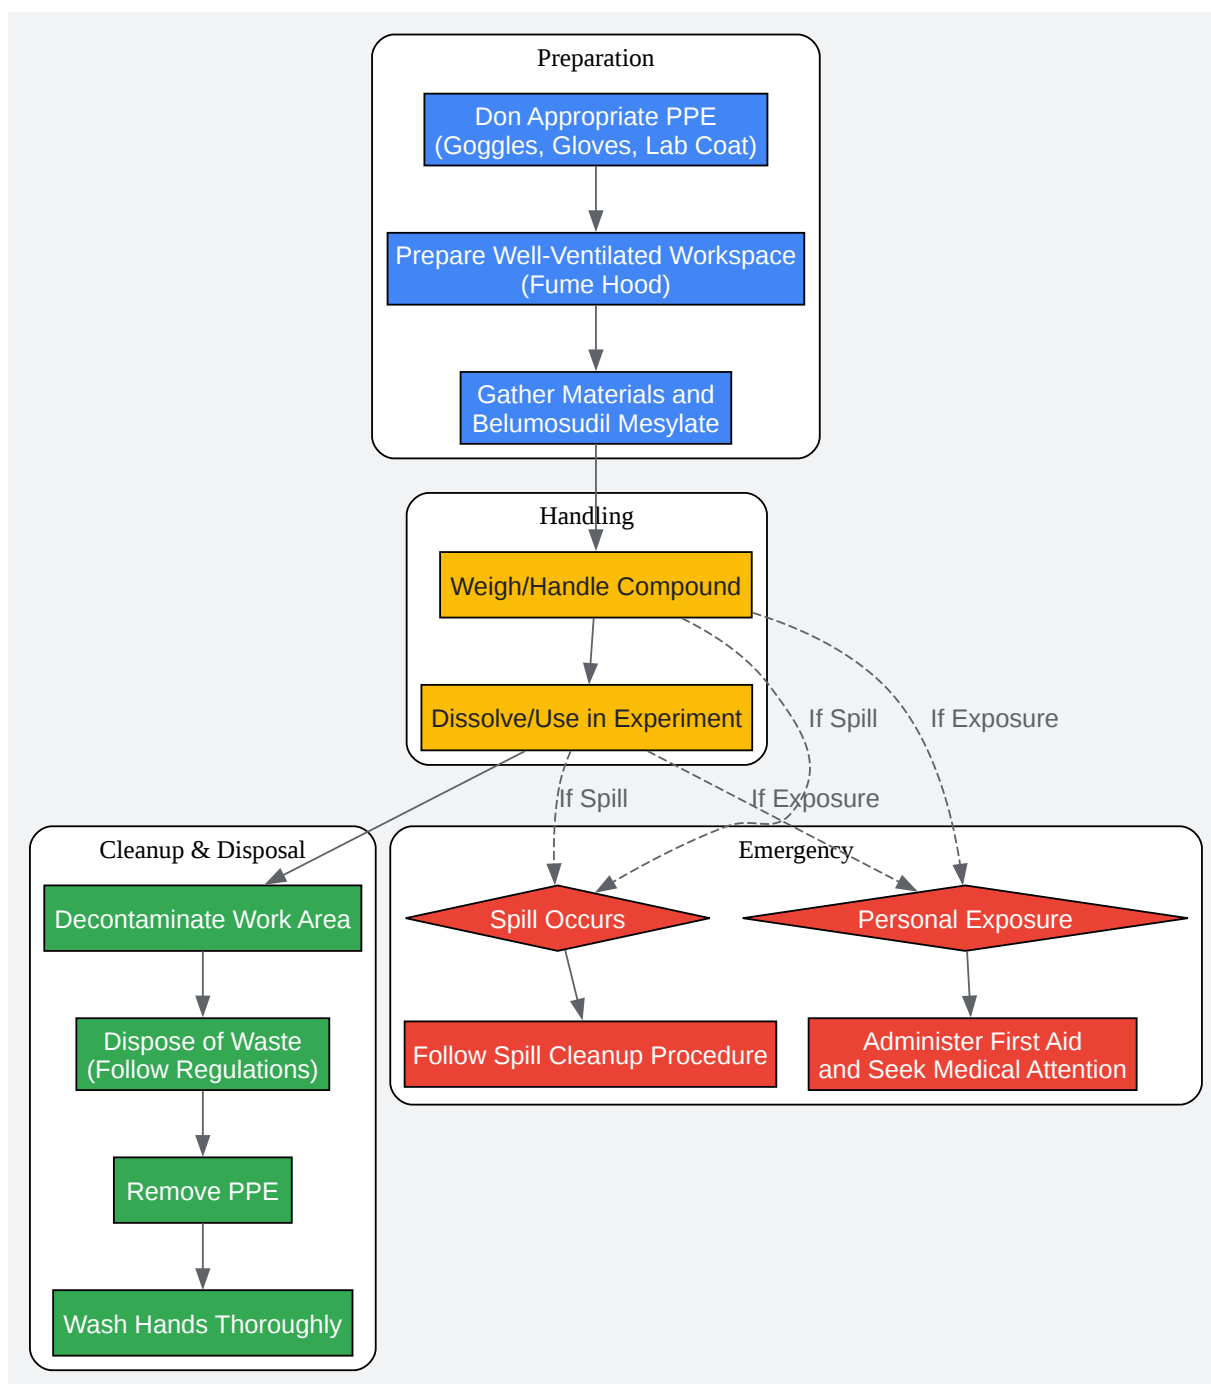 Preparation
Don Appropriate PPE
(Goggles, Gloves, Lab Coat)
Prepare Well-Ventilated Workspace
(Fume Hood)
Gather Materials and
Belumosudil Mesylate
Handling
Weigh/Handle Compound
Dissolve/Use in Experiment
If Spill
If Exposure
If Spill
If Exposure
Cleanup & Disposal
Decontaminate Work Area
Dispose of Waste
(Follow Regulations)
Remove PPE
Wash Hands Thoroughly
Emergency
Spill Occurs
Personal Exposure
Follow Spill Cleanup Procedure
Administer First Aid
and Seek Medical Attention